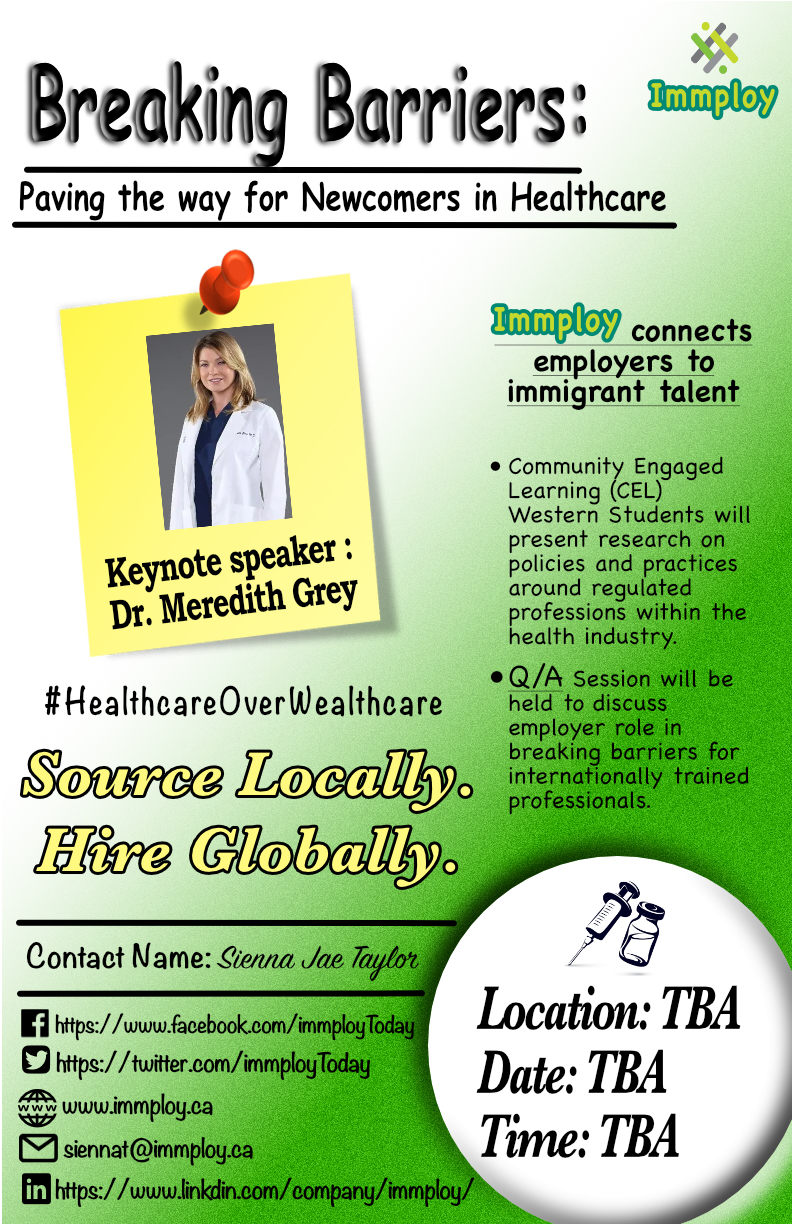 Immploy
Breaking Barriers:
Paving the way for Newcomers in Healthcare
Keynote speaker :
Dr. Meredith Grey
#HealthcareOverWealthcare
Source Locally.
Hire Globally.
Immploy connects
employers to
immigrant talent
• Community Engaged
Learning (CEL)
Western Students will
present research on
policies and practices
around regulated
professions within the
health industry.
• Q/A Session will be
held to discuss
employer role in
breaking barriers for
internationally trained
professionals.
Contact Name: Sienna Jae Taylor
https://www.facebook.com/immployToday
https://twitter.com/immployToday
www
www.immploy.ca
siennat@immploy.ca
in https://www.linkdin.com/company/immploy/
Location: TBA
Date: TBA
Time: TBA